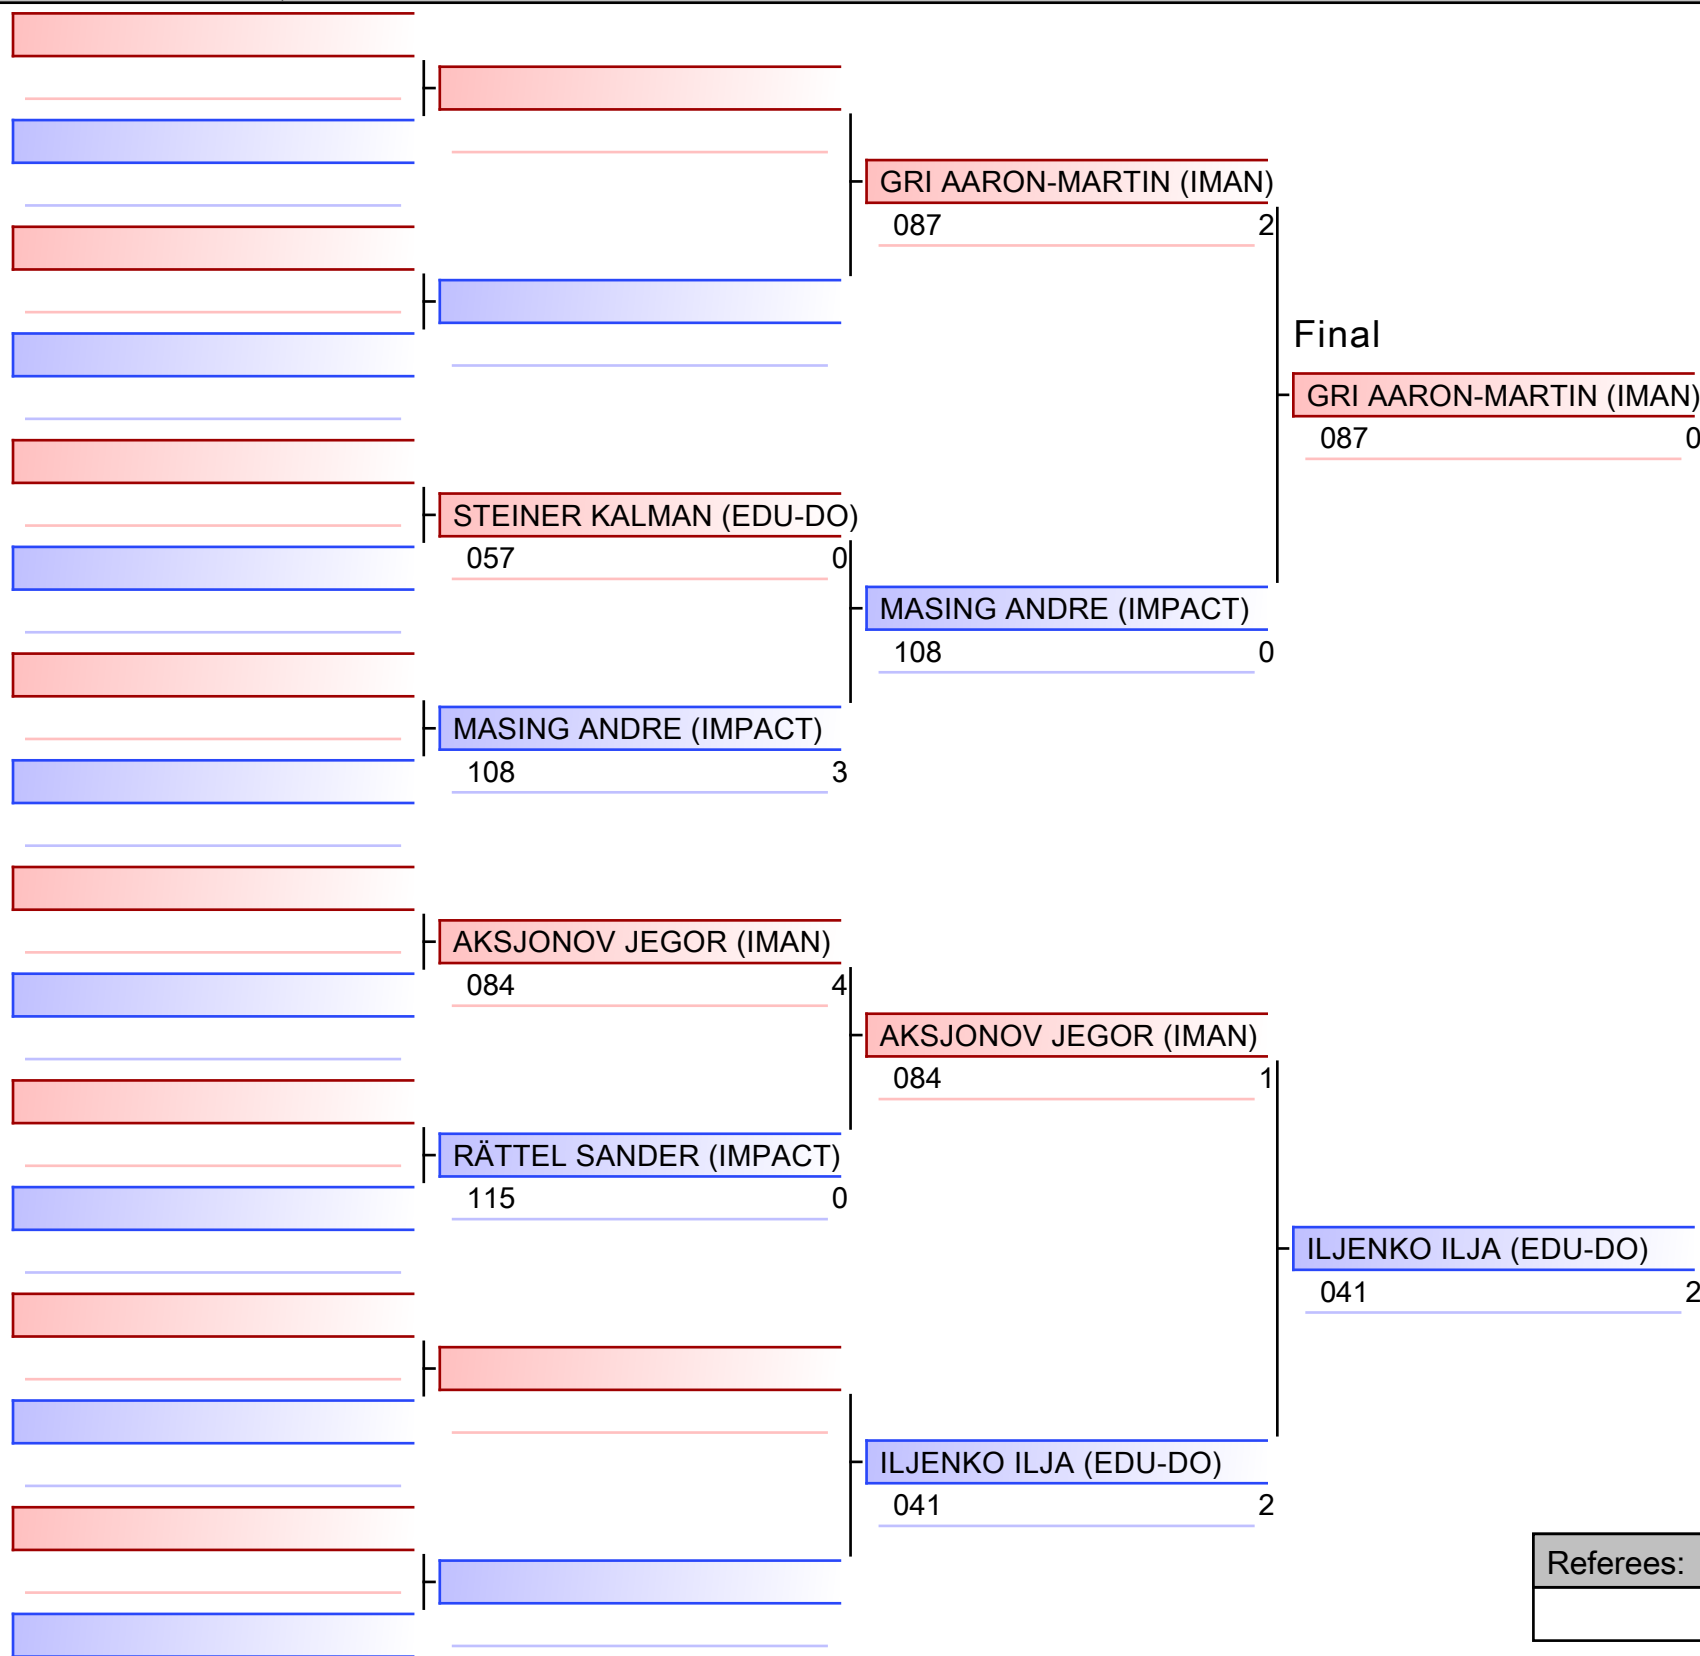 GRI AARON-MARTIN (IMAN)
087 2
Final
GRI AARON-MARTIN (IMAN)
087 0
STEINER KALMAN (EDU-DO)
057 0
MASING ANDRE (IMPACT)
108 0
MASING ANDRE (IMPACT)
108 3
AKSJONOV JEGOR (IMAN)
084 4
AKSJONOV JEGOR (IMAN)
084 1
RÄTTEL SANDER (IMPACT)
115 0
ILJENKO ILJA (EDU-DO)
041 2
ILJENKO ILJA (EDU-DO)
041 2
Referees: